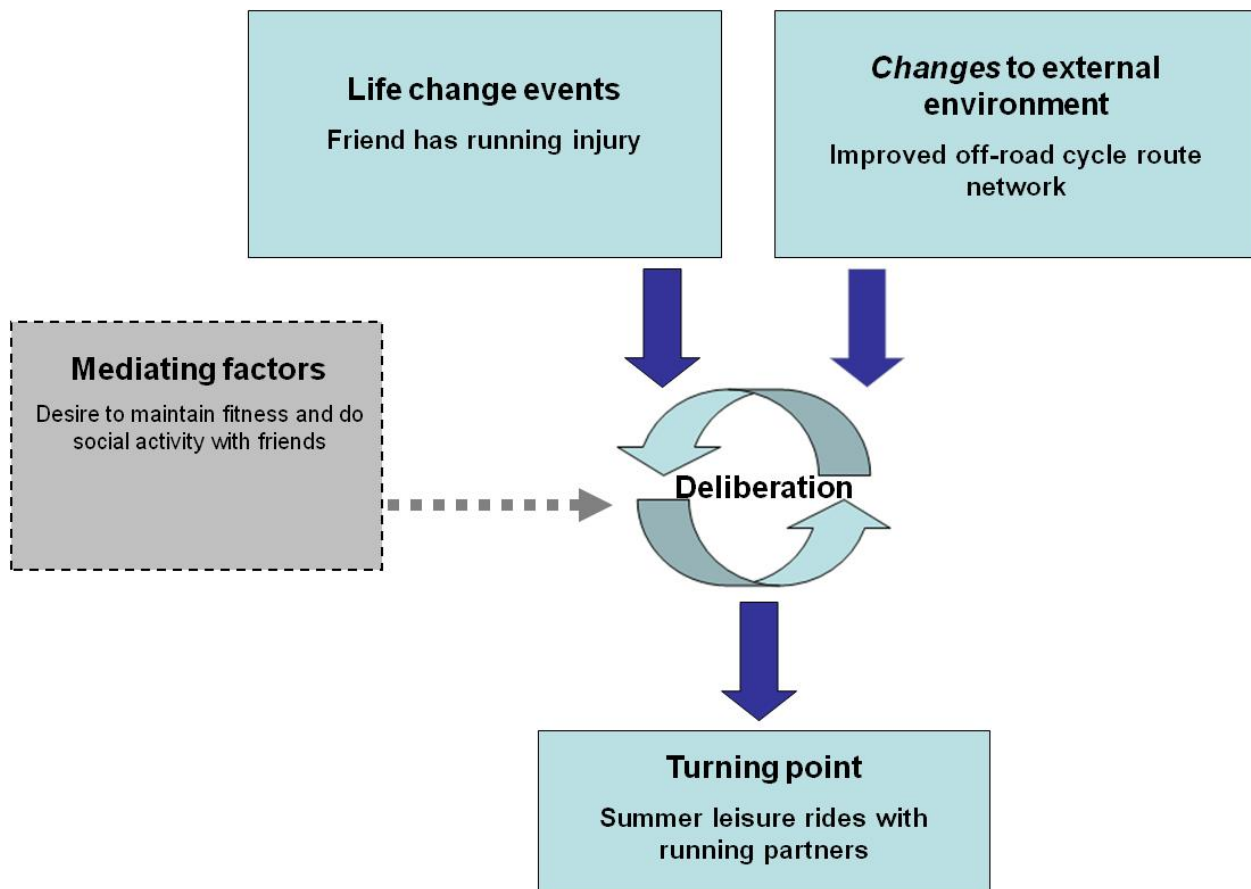 Life change events
Friend has running injury
Changes to external
environment
Improved off-road cycle route
network
Mediating factors
Desire to maintain fitness and do
social activity with friends
Deliberation
Turning point
Summer leisure rides with
running partners